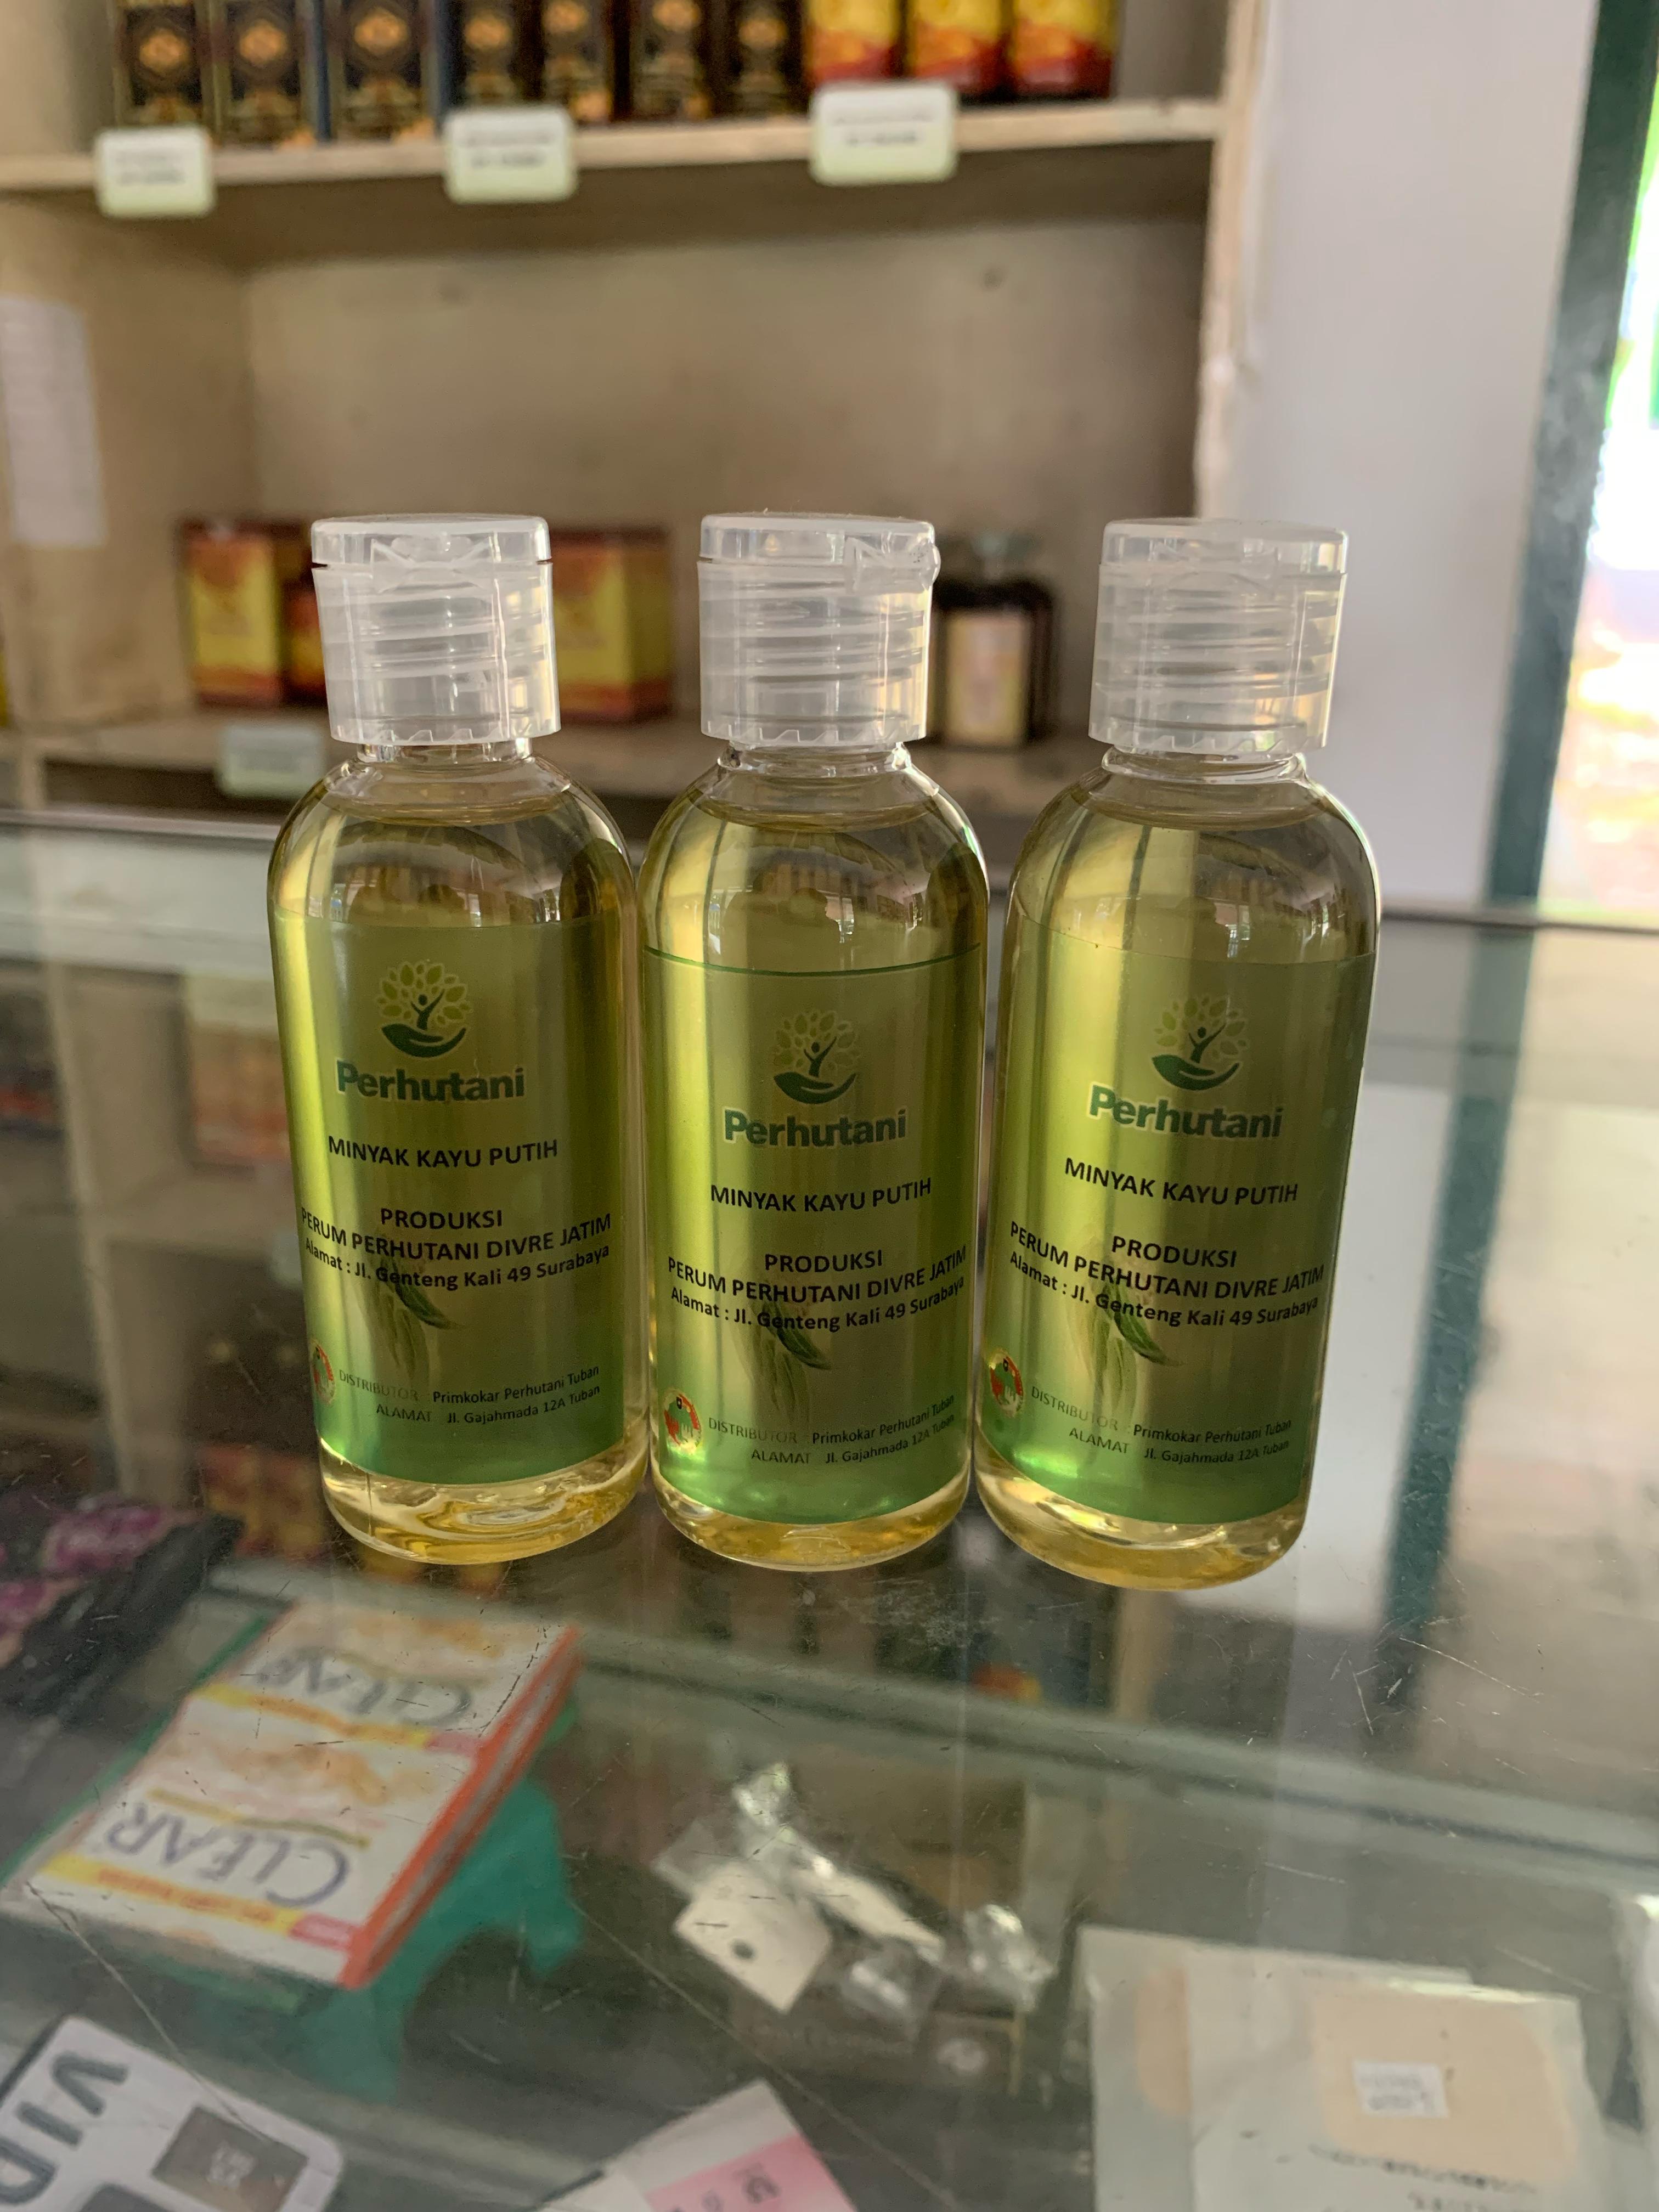 Perhutani
MINYAK KAYU PUTIH
PRODUKSI
PERUM PERHUTANI DIVRE JATIM
Alamat : Jl. Genteng Kali 49 Surabaya
DISTRIBUTOR : Primkokar Perhutani Tuban
ALAMAT Jl. Gajahmada 12A Tuban
Perhutani
MINYAK KAYU PUTIH
PRODUKSI
PERUM PERHUTANI DIVRE JATIM
Alamat : Jl. Genteng Kali 49 Surabaya
DISTRIBUTOR : Primkokar Perhutani Tuban
ALAMAT Jl. Gajahmada 12A Tuban
Perhutani
MINYAK KAYU PUTIH
PRODUKSI
PERUM PERHUTANI DIVRE JATIM
Alamat : Jl. Genteng Kali 49 Surabaya
DISTRIBUTOR : Primkokar Perhutani Tuban
ALAMAT Jl. Gajahmada 12A Tuban
CLEAR
CLEAR